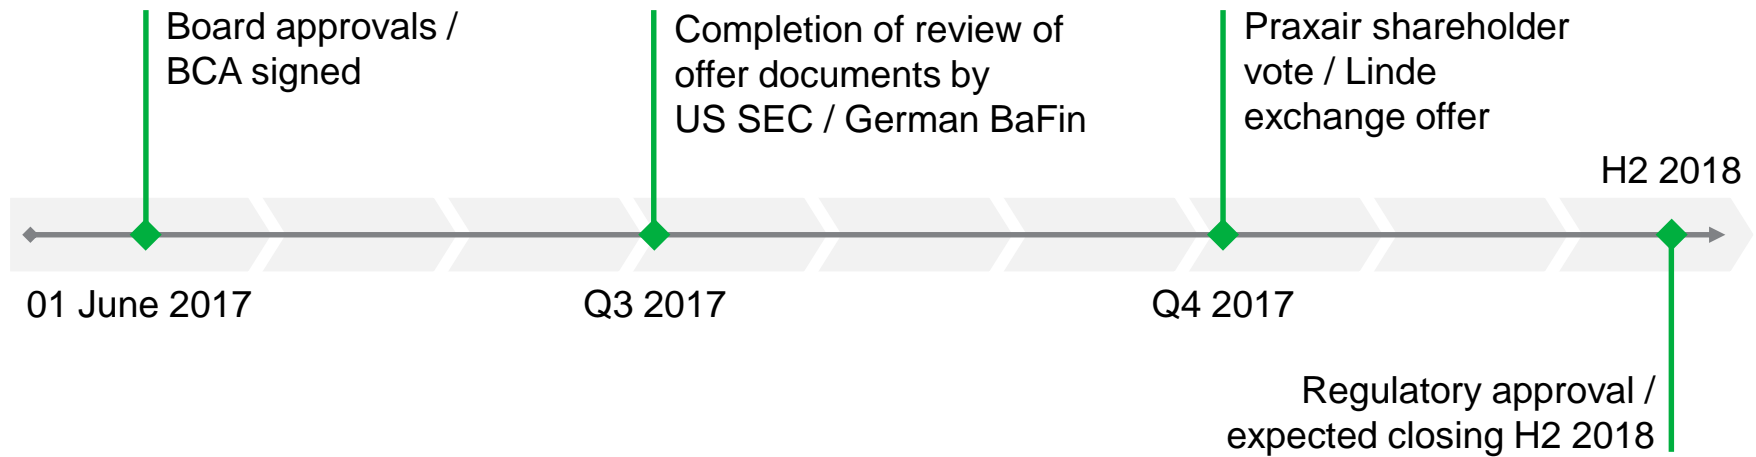 Board approvals /
BCA signed
Completion of review of
offer documents by
US SEC / German BaFin
Praxair shareholder
vote / Linde
exchange offer
H2 2018
01 June 2017
Q3 2017
Q4 2017
Regulatory approval /
expected closing H2 2018